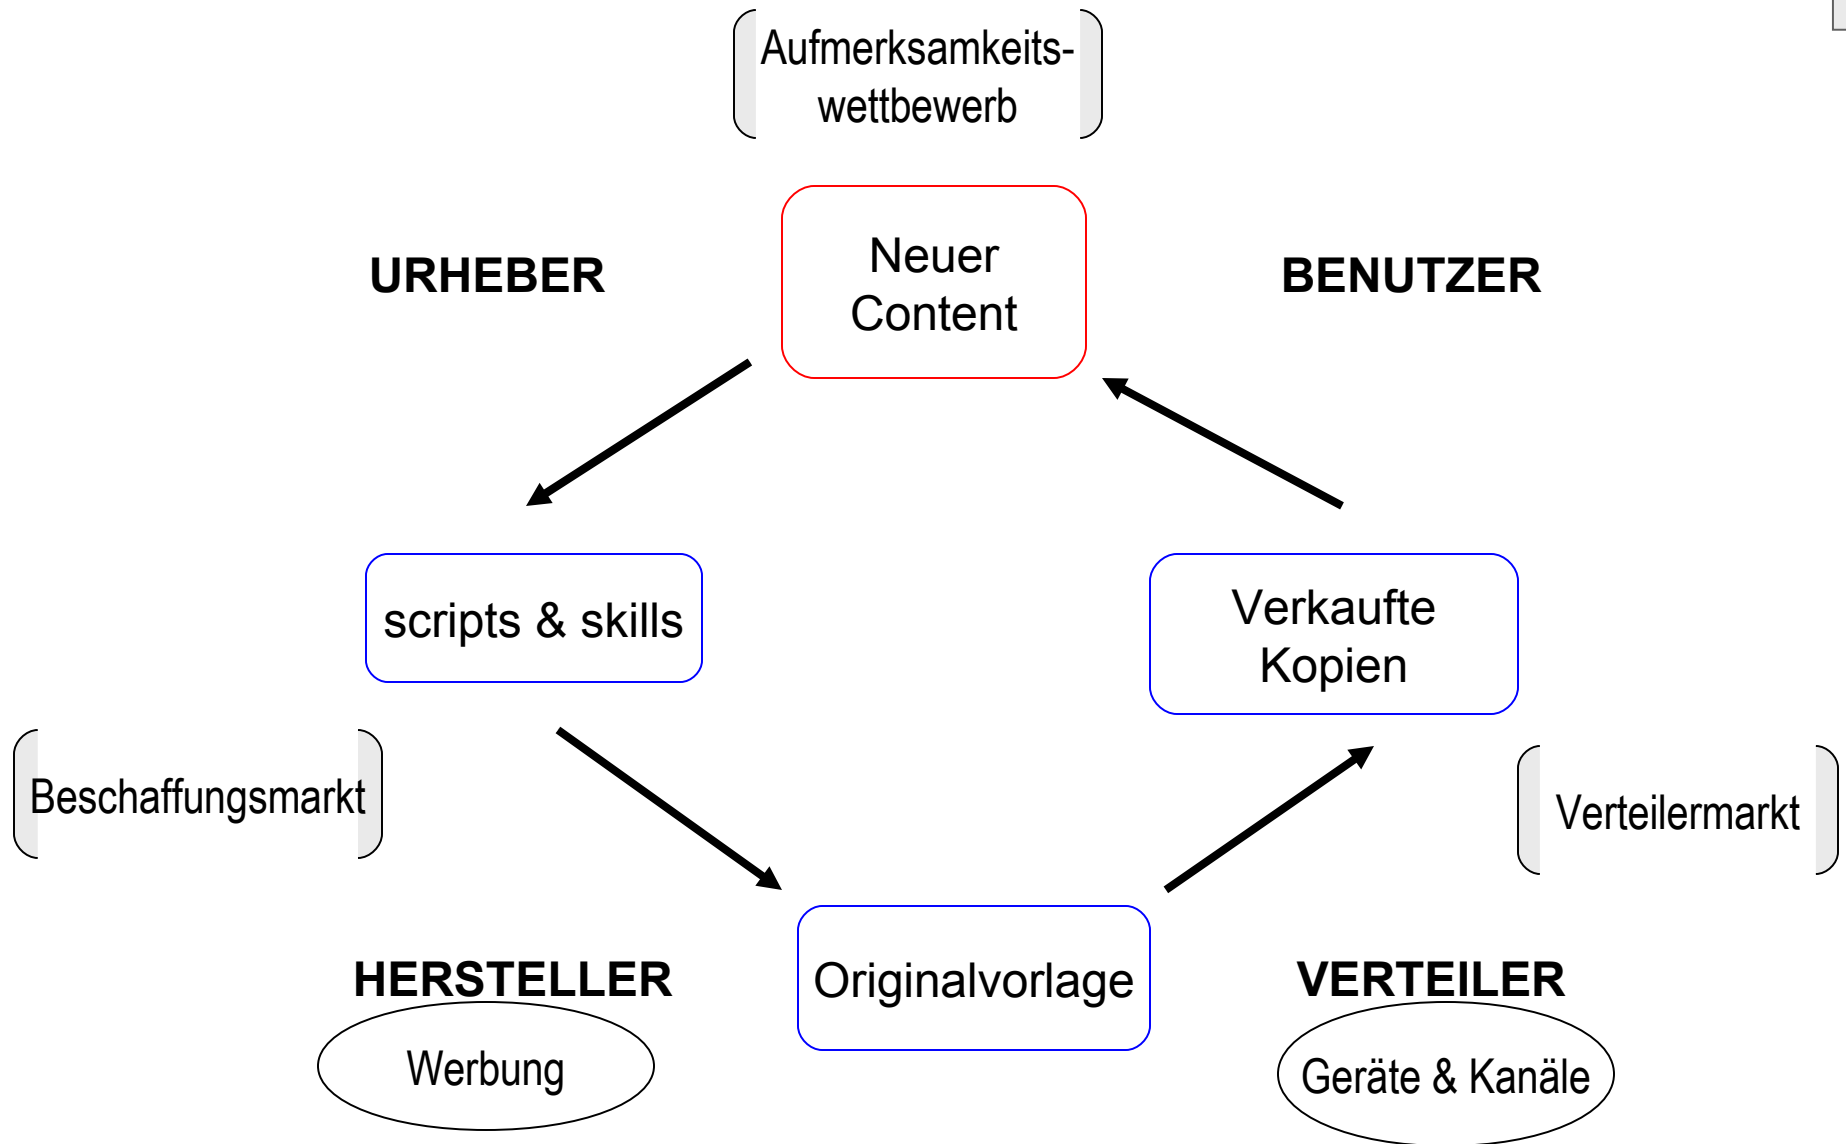 Aufmerksamkeits-
wettbewerb
URHEBER
Neuer
Content
BENUTZER
scripts & skills
Verkaufte
Kopien
Beschaffungsmarkt
Verteilermarkt
HERSTELLER
Originalvorlage
VERTEILER
Werbung
Geräte & Kanäle